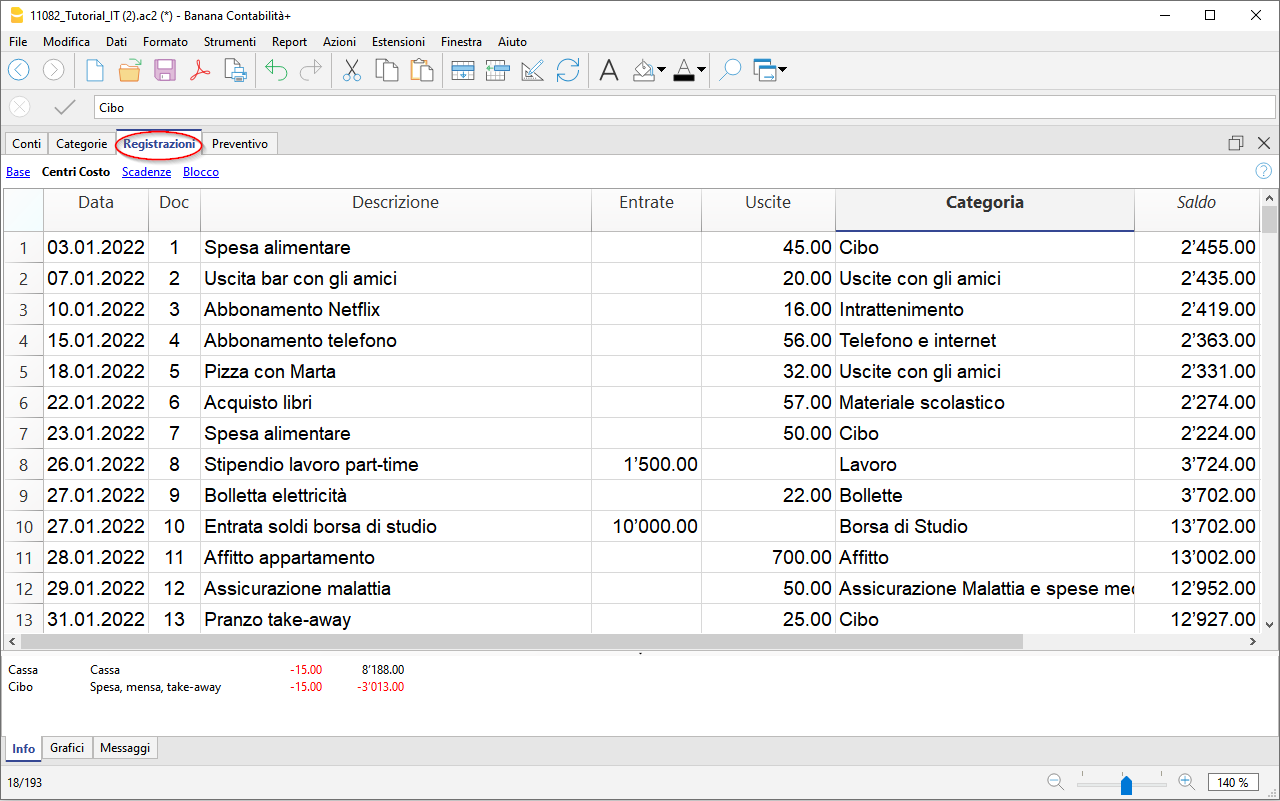 11082_Tutorial_IT (2).ac2 (*) - Banana Contabilità+
File Modifica Dati Formato Strumenti Report Azioni Estensioni Finestra Aiuto
Cibo
Conti Categorie Registrazioni Preventivo
Base Centri Costo Scadenze Blocco
Data Doc Descrizione Entrate Uscite Categoria Saldo
1 03.01.2022 1 Spesa alimentare 45.00 Cibo 2’455.00
2 07.01.2022 2 Uscita bar con gli amici 20.00 Uscite con gli amici 2’435.00
3 10.01.2022 3 Abbonamento Netflix 16.00 Intrattenimento 2’419.00
4 15.01.2022 4 Abbonamento telefono 56.00 Telefono e internet 2’363.00
5 18.01.2022 5 Pizza con Marta 32.00 Uscite con gli amici 2’331.00
6 22.01.2022 6 Acquisto libri 57.00 Materiale scolastico 2’274.00
7 23.01.2022 7 Spesa alimentare 50.00 Cibo 2’224.00
8 26.01.2022 8 Stipendio lavoro part-time 1’500.00 Lavoro 3’724.00
9 27.01.2022 9 Bolletta elettricità 22.00 Bollette 3’702.00
10 27.01.2022 10 Entrata soldi borsa di studio 10’000.00 Borsa di Studio 13’702.00
11 28.01.2022 11 Affitto appartamento 700.00 Affitto 13’002.00
12 29.01.2022 12 Assicurazione malattia 50.00 Assicurazione Malattia e spese med 12’952.00
13 31.01.2022 13 Pranzo take-away 25.00 Cibo 12’927.00
Cassa Cassa -15.00 8’188.00
Cibo Spesa, mensa, take-away -15.00 -3’013.00
Info Grafici Messaggi
18/193 140 %